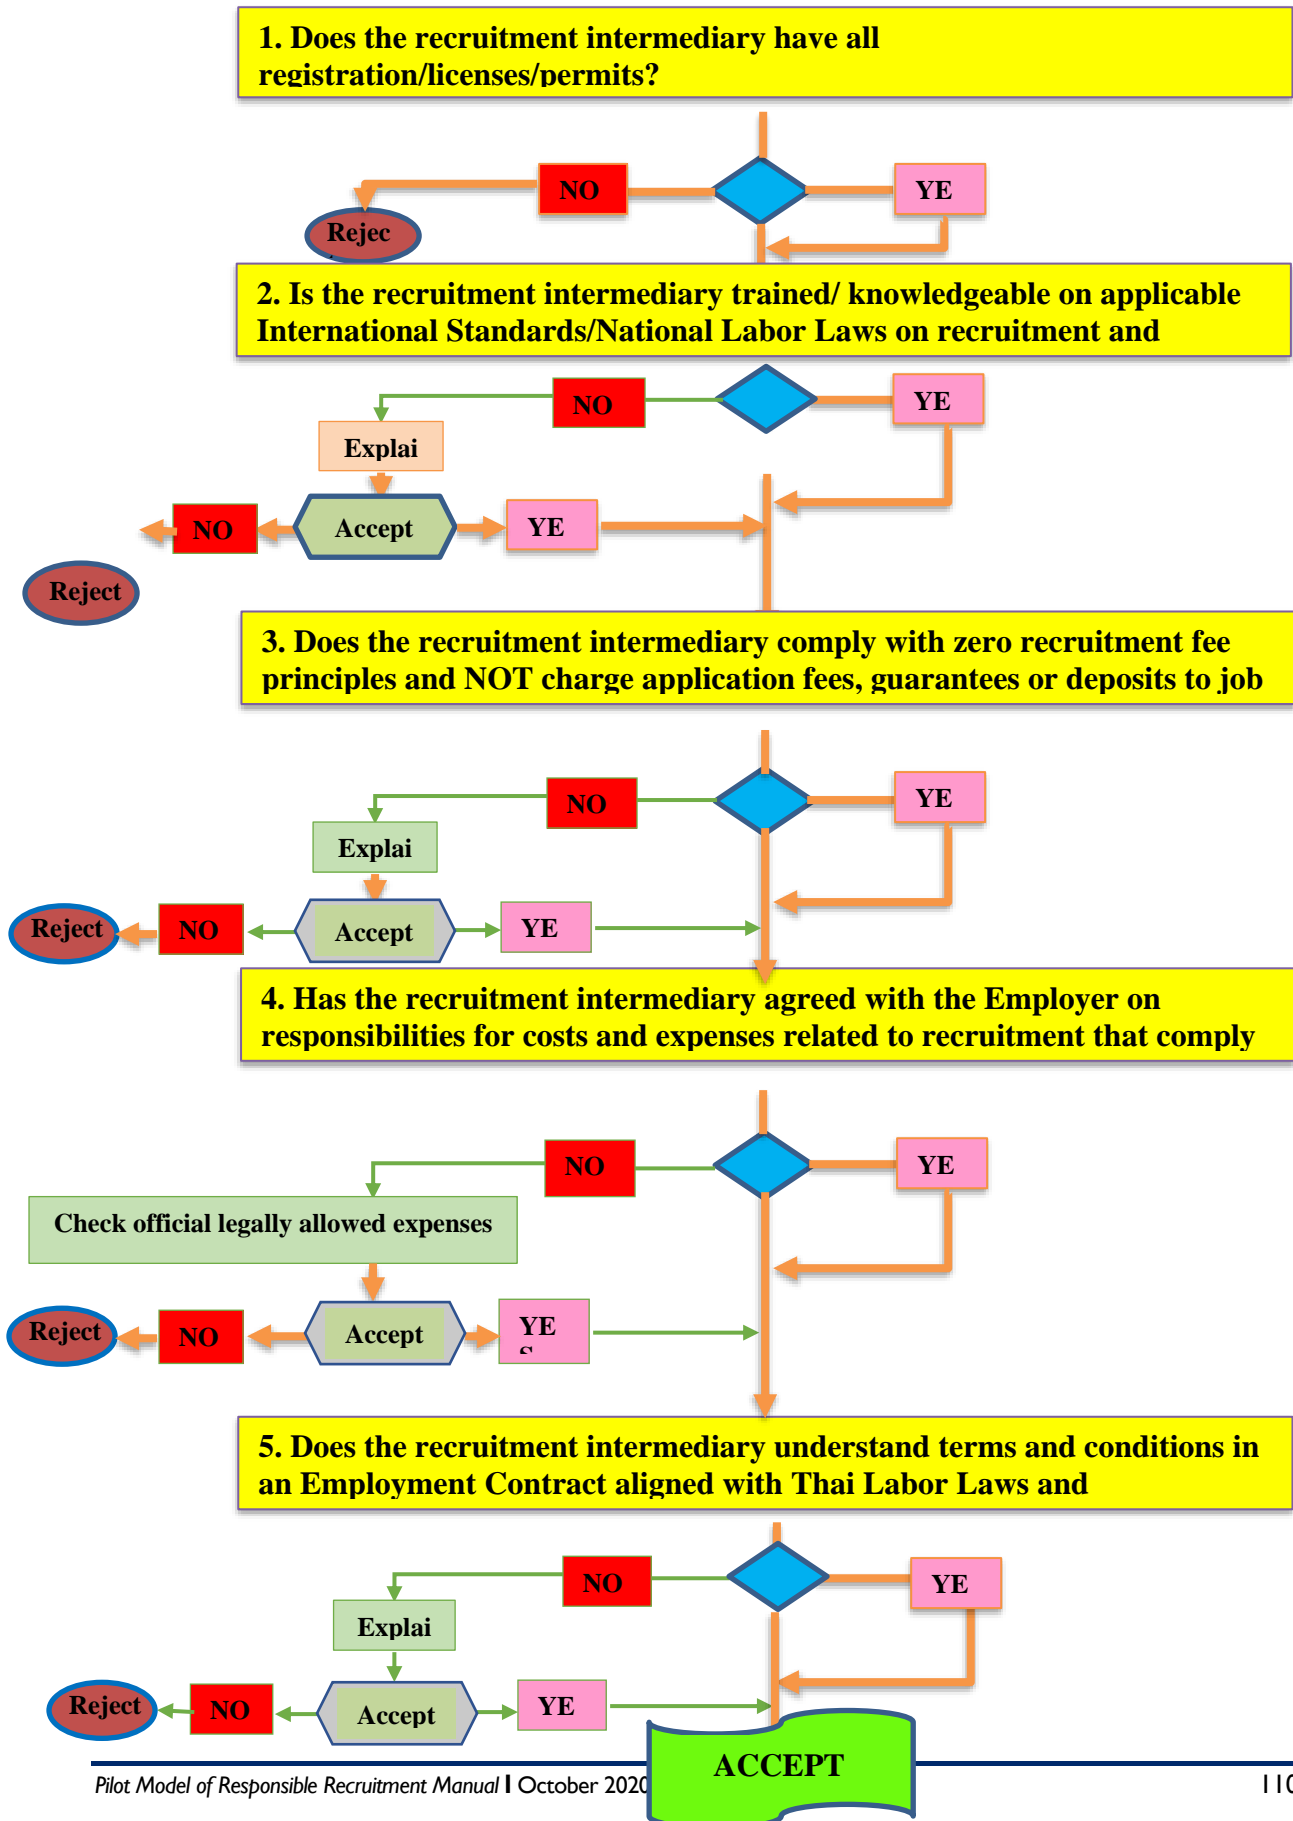 1. Does the recruitment intermediary have all
registration/licenses/permits?
NO
YE
Rejec
2. Is the recruitment intermediary trained/ knowledgeable on applicable
International Standards/National Labor Laws on recruitment and
NO
YE
Explai
NO
Accept
YE
Reject
3. Does the recruitment intermediary comply with zero recruitment fee
principles and NOT charge application fees, guarantees or deposits to job
NO
YE
Explai
Reject
NO
Accept
YE
4. Has the recruitment intermediary agreed with the Employer on
responsibilities for costs and expenses related to recruitment that comply
NO
YE
Check official legally allowed expenses
Reject
NO
Accept
YE
S
5. Does the recruitment intermediary understand terms and conditions in
an Employment Contract aligned with Thai Labor Laws and
NO
YE
Explai
Reject
NO
Accept
YE
ACCEPT
Pilot Model of Responsible Recruitment Manual I October 2020
110